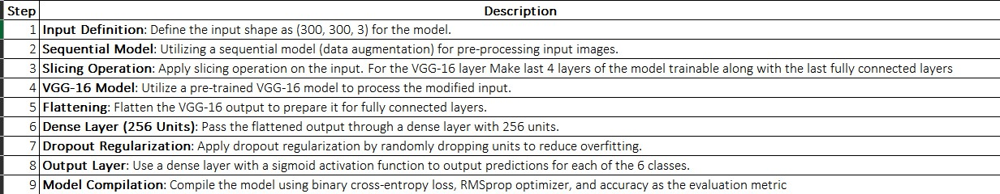 Step Description
1 Input Definition: Define the input shape as (300, 300, 3) for the model.
2 Sequential Model: Utilizing a sequential model (data augmentation) for pre-processing input images.
3 Slicing Operation: Apply slicing operation on the input. For the VGG-16 layer Make last 4 layers of the model trainable along with the last fully connected layers
4 VGG-16 Model: Utilize a pre-trained VGG-16 model to process the modified input.
5 Flattening: Flatten the VGG-16 output to prepare it for fully connected layers.
6 Dense Layer (256 Units): Pass the flattened output through a dense layer with 256 units.
7 Dropout Regularization: Apply dropout regularization by randomly dropping units to reduce overfitting.
8 Output Layer: Use a dense layer with a sigmoid activation function to output predictions for each of the 6 classes.
9 Model Compilation: Compile the model using binary cross-entropy loss, RMSprop optimizer, and accuracy as the evaluation metric